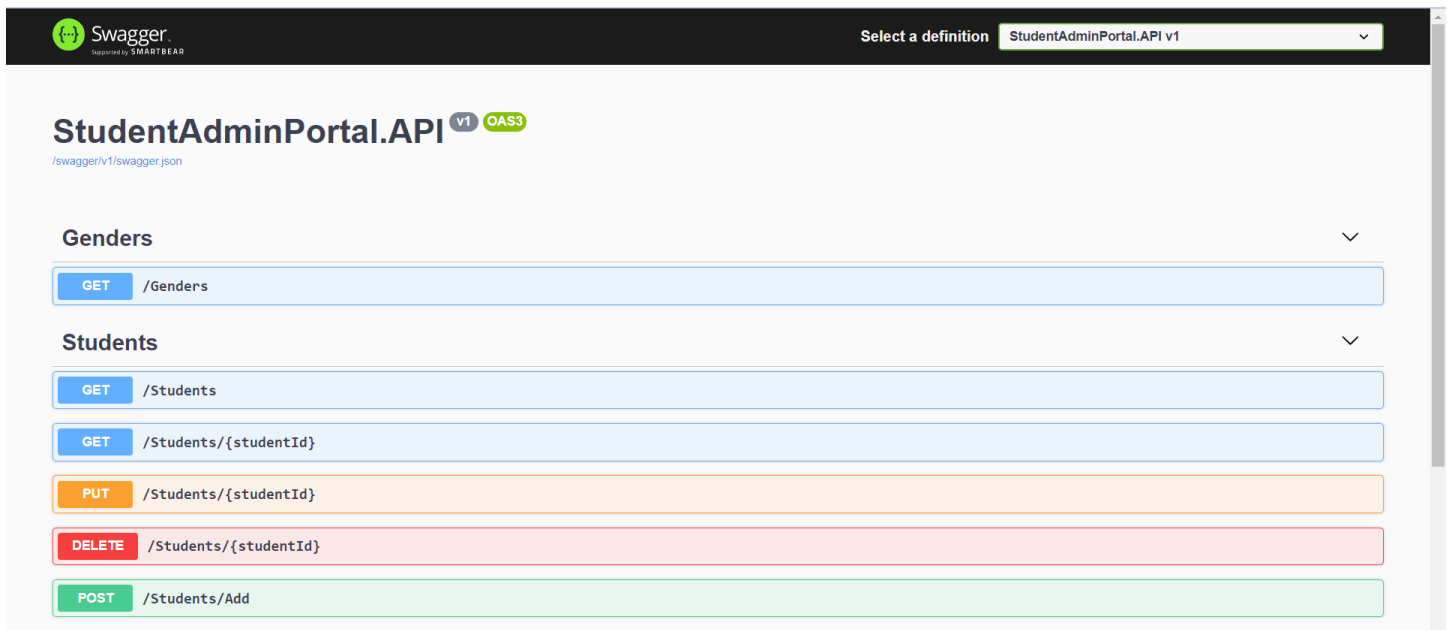 Swagger.
Supported by SMARTBEAR
Select a definition
StudentAdminPortal.API v1
StudentAdminPortal.API v1 OAS3
/swagger/v1/swagger.json
Genders
GET /Genders
Students
GET /Students
GET /Students/{studentId}
PUT /Students/{studentId}
DELETE /Students/{studentId}
POST /Students/Add